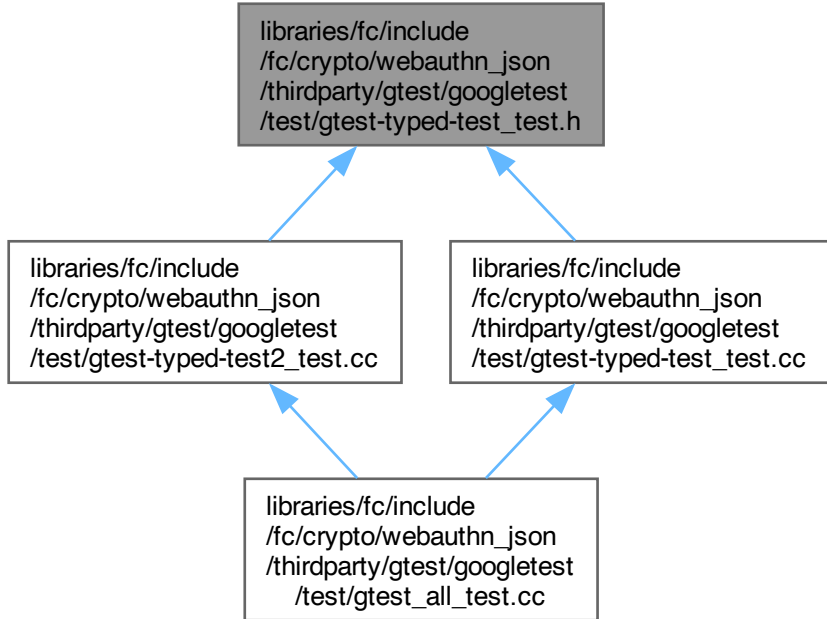 libraries/fc/include
/fc/crypto/webauthn_json
/thirdparty/gtest/googletest
/test/gtest-typed-test_test.h
libraries/fc/include
/fc/crypto/webauthn_json
/thirdparty/gtest/googletest
/test/gtest-typed-test2_test.cc
libraries/fc/include
/fc/crypto/webauthn_json
/thirdparty/gtest/googletest
/test/gtest-typed-test_test.cc
libraries/fc/include
/fc/crypto/webauthn_json
/thirdparty/gtest/googletest
/test/gtest_all_test.cc